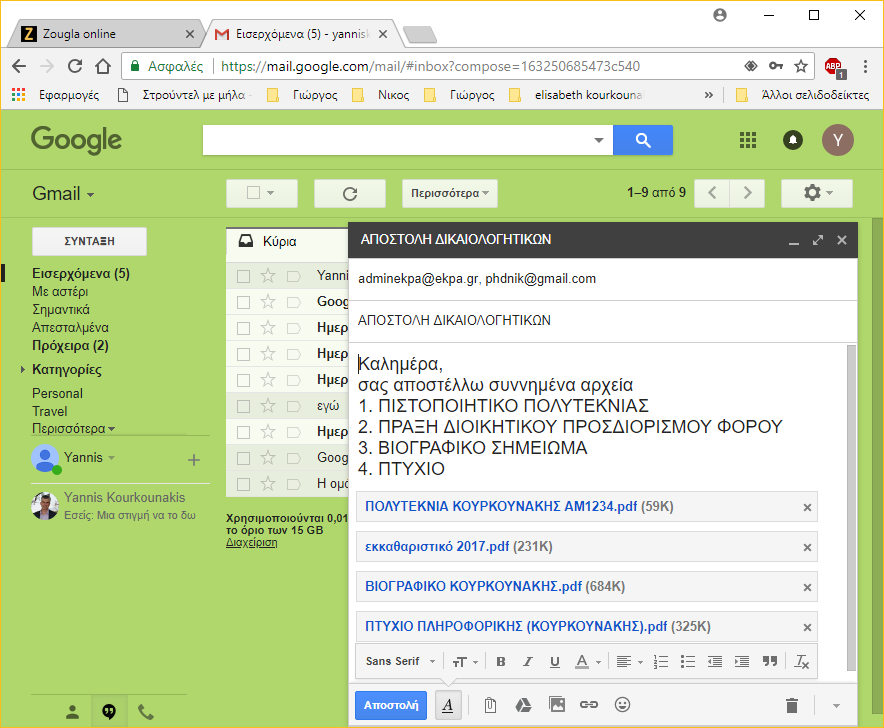 Zougla online
Εισερχόμενα (5) - yannisk
Ασφαλές
https://mail.google.com/mail/#inbox?compose=163250685473c540
ABP
1
Εφαρμογές
Στρούντελ με μήλα
Γιώργος
Νικος
Γιώργος
elisabeth kourkouna
»
Άλλοι σελιδοδείκτες
Google
Y
Gmail
Περισσότερα
1–9 από 9
ΣΥΝΤΑΞΗ
Κύρια
ΑΠΟΣΤΟΛΗ ΔΙΚΑΙΟΛΟΓΗΤΙΚΩΝ
Εισερχόμενα (5)
Με αστέρι
Σημαντικά
Απεσταλμένα
Πρόχειρα (2)
Κατηγορίες
Personal
Travel
Περισσότερα
Yannis
Yannis Kourkounakis
Εσείς: Μια στιγμή να το δω
Yanni
Goog
Ημερ
Ημερ
Ημερ
εγώ
Ημερ
Goog
Η ομά
Χρησιμοποιούνται 0,01
το όριο των 15 GB
Διαχείριση
adminekpa@ekpa.gr, phdnik@gmail.com
ΑΠΟΣΤΟΛΗ ΔΙΚΑΙΟΛΟΓΗΤΙΚΩΝ
Καλημέρα,
σας αποστέλλω συννημένα αρχεία
1. ΠΙΣΤΟΠΟΙΗΤΙΚΟ ΠΟΛΥΤΕΚΝΙΑΣ
2. ΠΡΑΞΗ ΔΙΟΙΚΗΤΙΚΟΥ ΠΡΟΣΔΙΟΡΙΣΜΟΥ ΦΟΡΟΥ
3. ΒΙΟΓΡΑΦΙΚΟ ΣΗΜΕΙΩΜΑ
4. ΠΤΥΧΙΟ
ΠΟΛΥΤΕΚΝΙΑ ΚΟΥΡΚΟΥΝΑΚΗΣ ΑΜ1234.pdf (59K)
εκκαθαριστικό 2017.pdf (231K)
ΒΙΟΓΡΑΦΙΚΟ ΚΟΥΡΚΟΥΝΑΚΗΣ.pdf (684K)
ΠΤΥΧΙΟ ΠΛΗΡΟΦΟΡΙΚΗΣ (ΚΟΥΡΚΟΥΝΑΚΗΣ).pdf (325K)
Sans Serif
Αποστολή